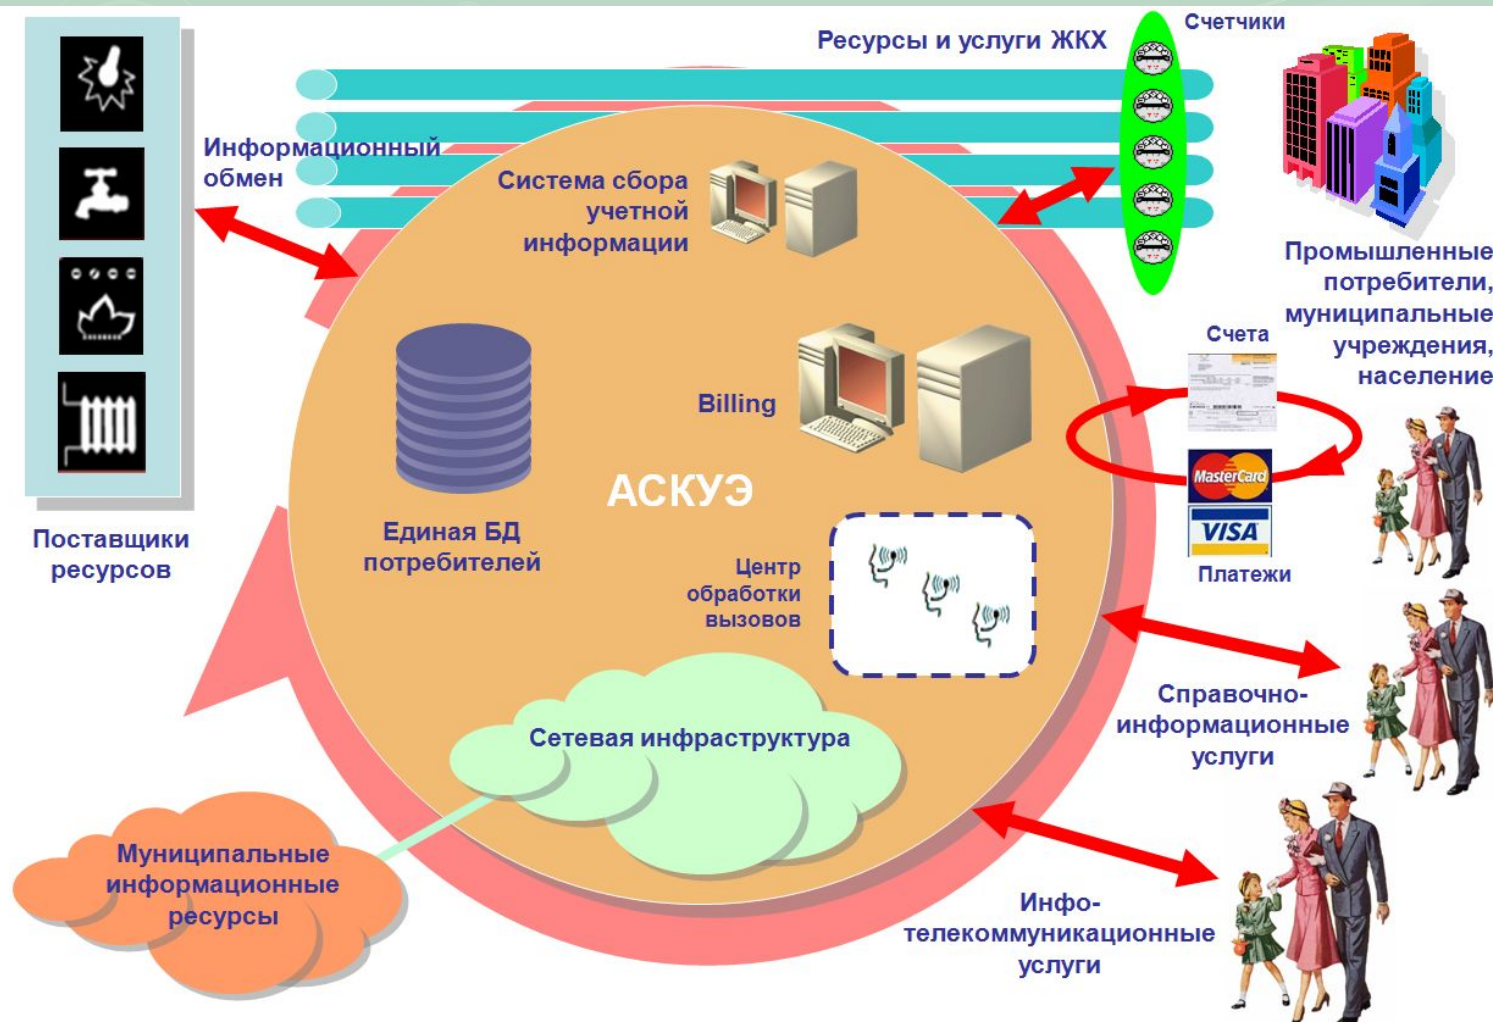 Ресурсы и услуги ЖКХ
Счетчики
Информационный
обмен
Система сбора
учетной
информации
Промышленные
потребители,
муниципальные
учреждения,
население
Счета
Billing
MasterCard
VISA
АСКУЭ
Поставщики
ресурсов
Единая БД
потребителей
Центр
обработки
вызовов
Платежи
Справочно-
информационные
услуги
Сетевая инфраструктура
Муниципальные
информационные
ресурсы
Инфо-
телекоммуникационные
услуги